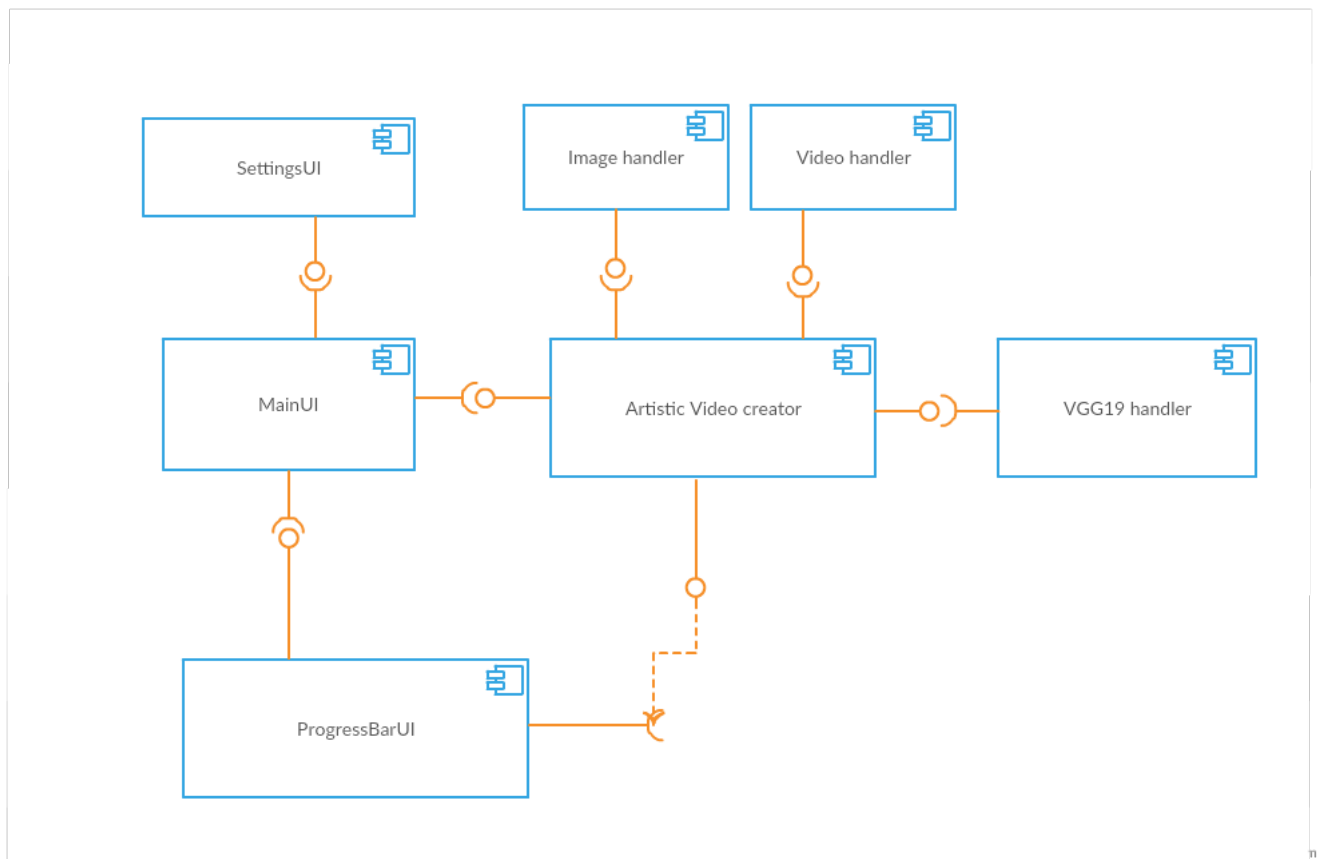 SettingsUI
Image handler
Video handler
MainUI
Artistic Video creator
VGG19 handler
ProgressBarUI
m